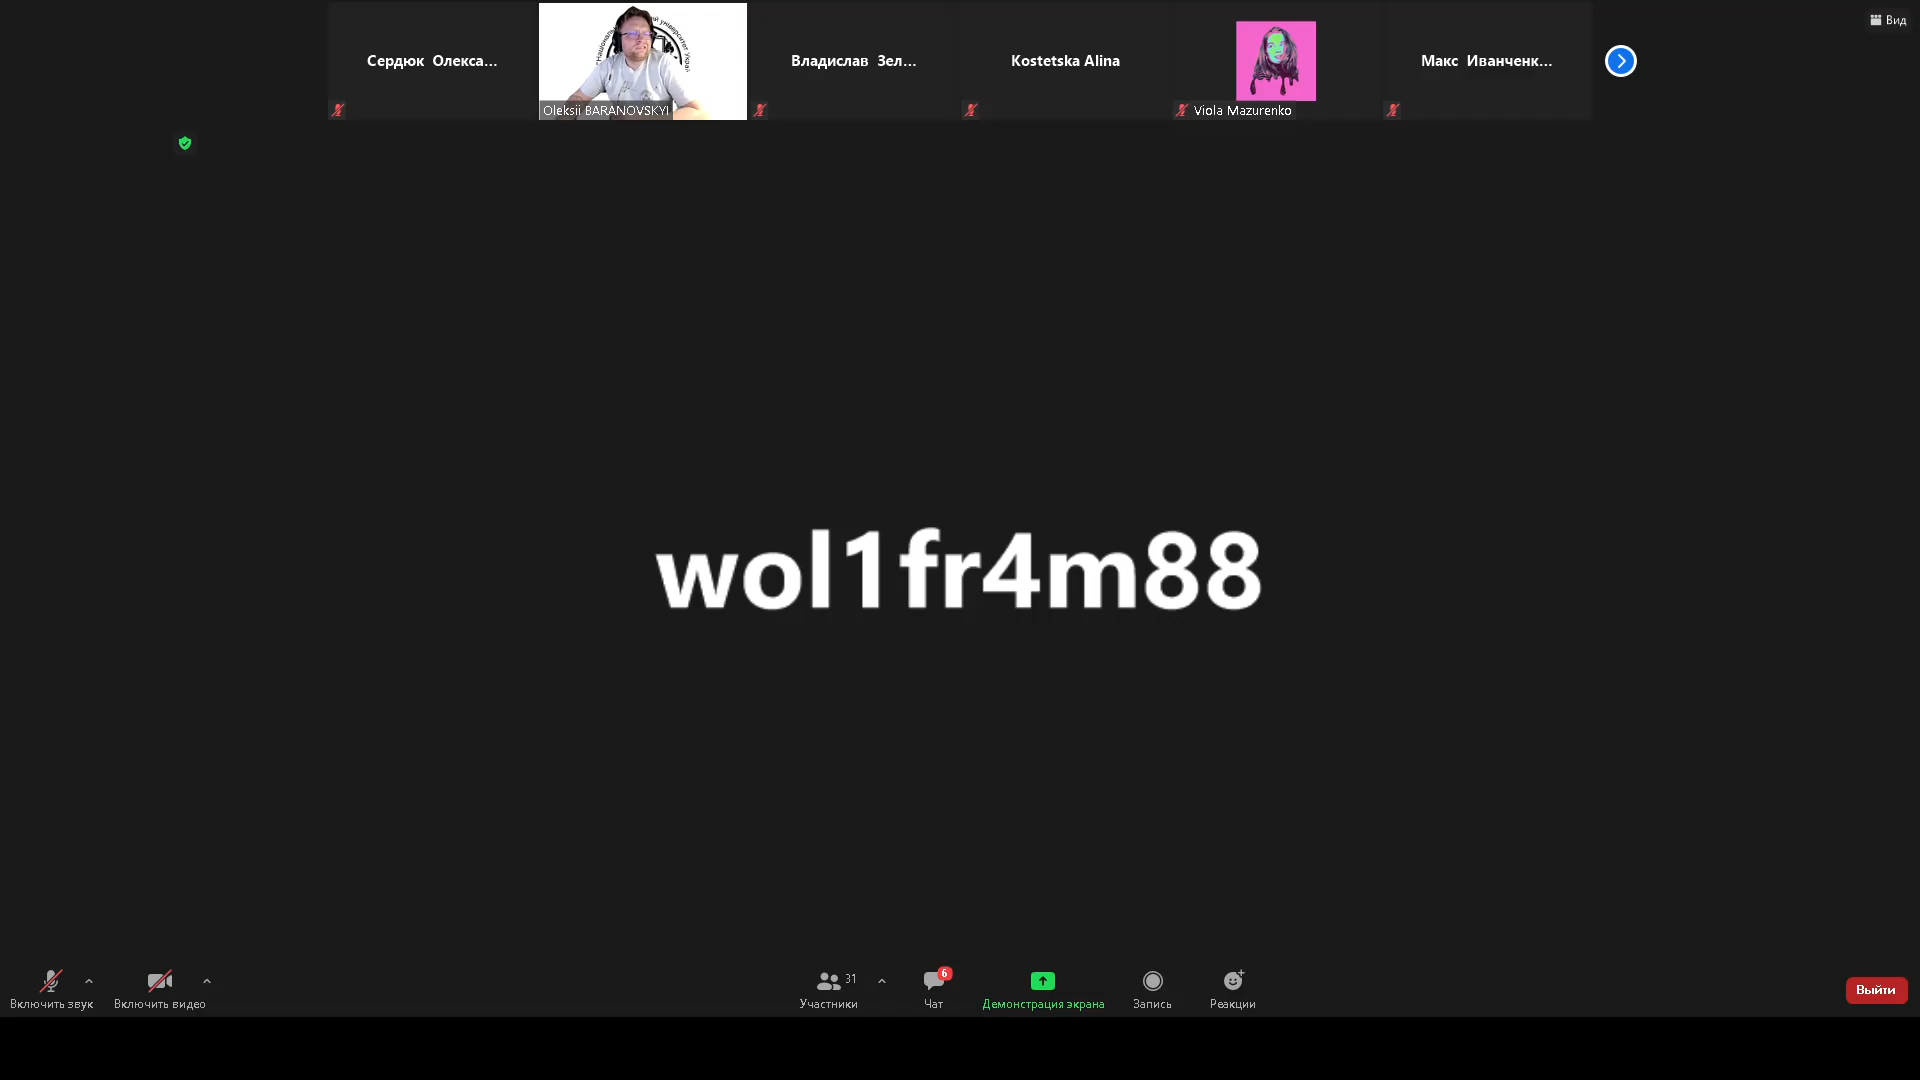 Вид
Сердюк Олекса...
Oleksii BARANOVSKYI
Владислав Зел...
Kostetska Alina
Viola Mazurenko
Макс Иванченк...
wol1fr4m88
Включить звук
Включить видео
31
Участники
6
Чат
Демонстрация экрана
Запись
Реакции
Выйти